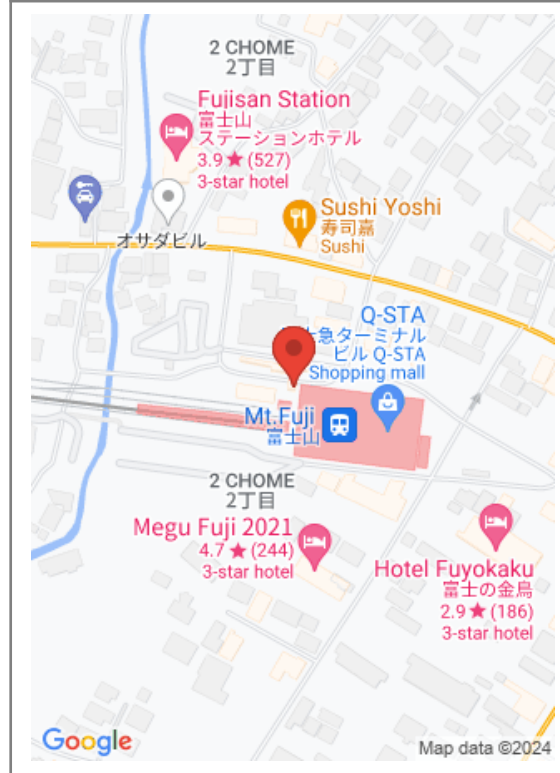 2 CHOME
2丁目
Fujisan Station
富士山
ステーションホテル
3.9★(527)
3-star hotel
オサダビル
Sushi Yoshi
寿司嘉
Sushi
Q-STA
急ターミナル
ビル Q-STA
Shopping mall
Mt.Fuji
富士山
2 CHOME
2丁目
Megu Fuji 2021
4.7★(244)
3-star hotel
Hotel Fuyokaku
富士の金鳥
2.9★(186)
3-star hotel
Google
Map data ©2024